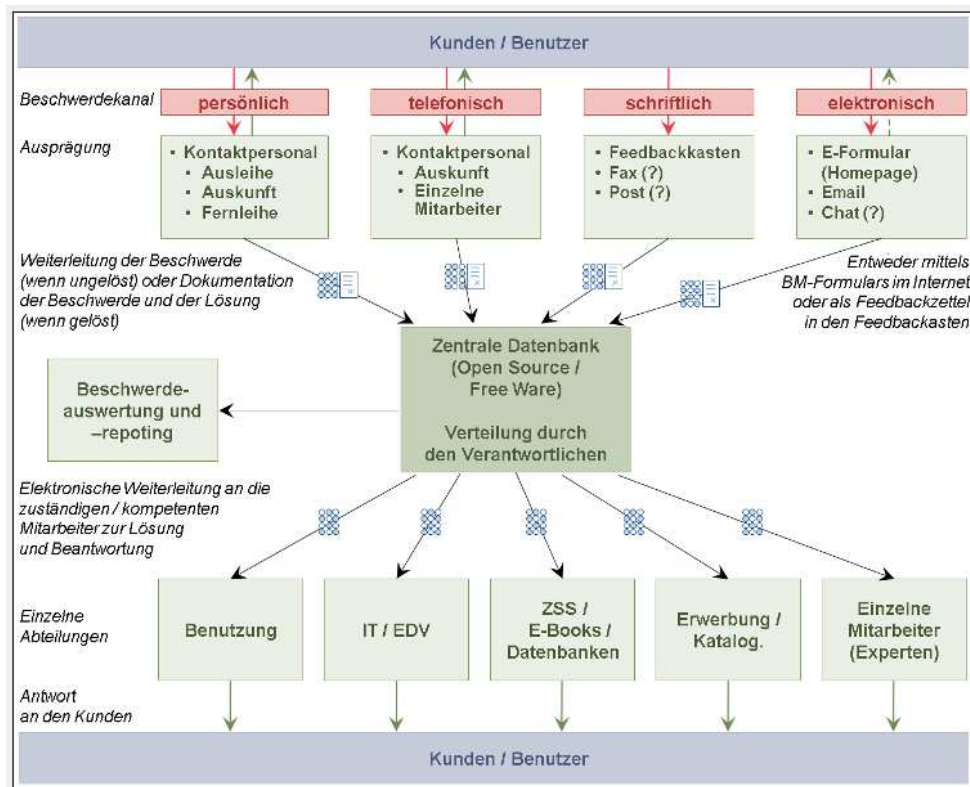 Kunden / Benutzer
Beschwerdekanal
persönlich
telefonisch
schriftlich
elektronisch
Ausprägung
▪ Kontaktpersonal
▪ Ausleihe
▪ Auskunft
▪ Fernleihe
▪ Kontaktpersonal
▪ Auskunft
▪ Einzelne
Mitarbeiter
▪ Feedbackkasten
▪ Fax (?)
▪ Post (?)
▪ E-Formular
(Homepage)
▪ Email
▪ Chat (?)
Weiterleitung der Beschwerde
(wenn ungelöst) oder Dokumentation
der Beschwerde und der Lösung
(wenn gelöst)
Entweder mittels
BM-Formulars im Internet
oder als Feedbackzettel
in den Feedbackasten
Zentrale Datenbank
(Open Source /
Free Ware)
Verteilung durch
den Verantwortlichen
Beschwerde-
auswertung und
–repoting
Elektronische Weiterleitung an die
zuständigen / kompetenten
Mitarbeiter zur Lösung
und Beantwortung
Einzelne
Abteilungen
Benutzung
IT / EDV
ZSS /
E-Books /
Datenbanken
Erwerbung /
Katalog.
Einzelne
Mitarbeiter
(Experten)
Antwort
an den Kunden
Kunden / Benutzer